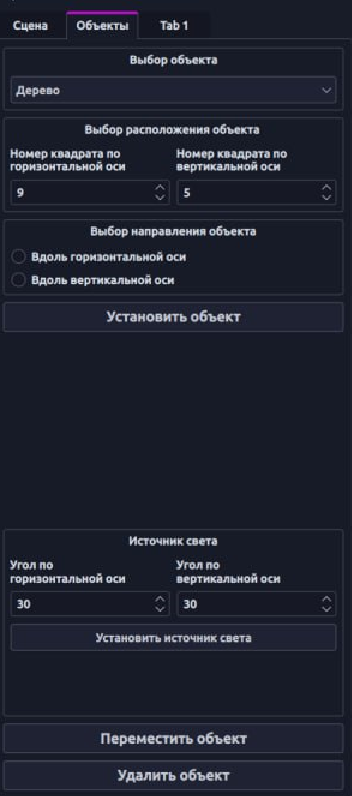 Сцена Объекты Tab 1
Выбор объекта
Дерево
Выбор расположения объекта
Номер квадрата по Номер квадрата по
горизонтальной оси вертикальной оси
9 5
Выбор направления объекта
Вдоль горизонтальной оси
Вдоль вертикальной оси
Установить объект
Источник света
Угол по Угол по
горизонтальной оси вертикальной оси
30 30
Установить источник света
Переместить объект
Удалить объект